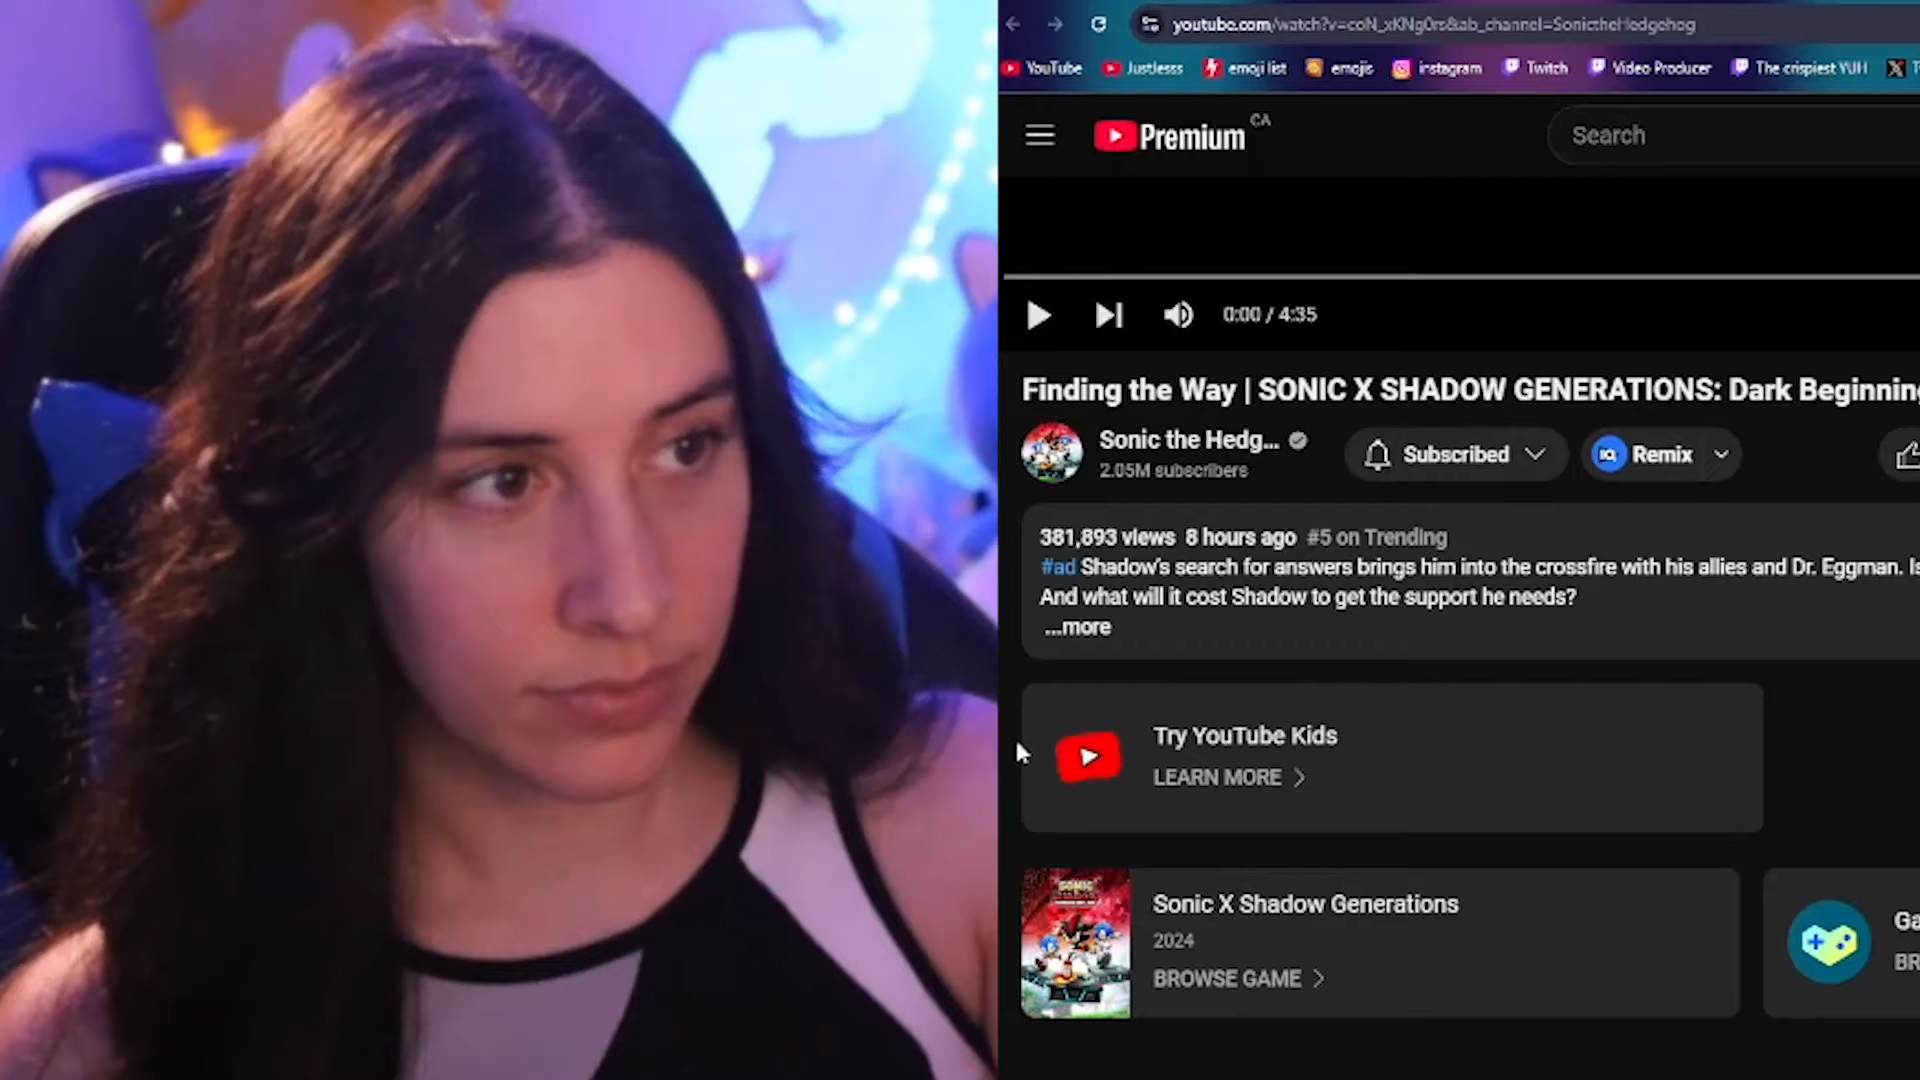 youtube.com/watch?v=coN_xKNg0rs&ab_channel=SonictheHedgehog
YouTube
Justlesss
emoji list
emojis
instagram
Twitch
Video Producer
The crispiest YUH
Premium CA
Search
0:00 / 4:35
Finding the Way | SONIC X SHADOW GENERATIONS: Dark Beginning
Sonic the Hedg...
2.05M subscribers
Subscribed
Remix
381,893 views 8 hours ago #5 on Trending
#ad Shadow's search for answers brings him into the crossfire with his allies and Dr. Eggman. Is
And what will it cost Shadow to get the support he needs?
...more
Try YouTube Kids
LEARN MORE
Sonic X Shadow Generations
2024
BROWSE GAME
Ga
BR